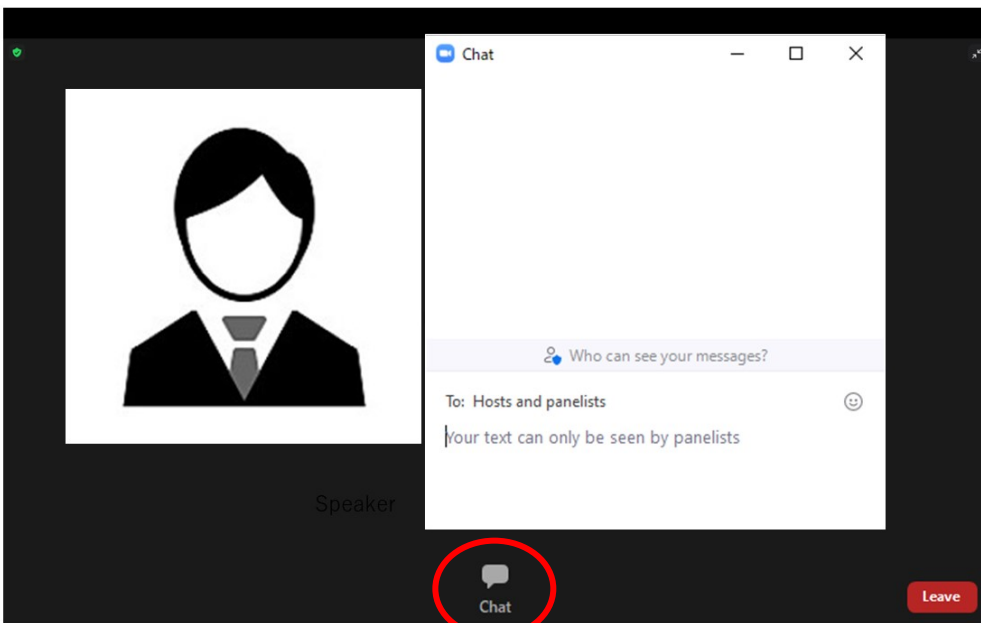 Chat
Who can see your messages?
To: Hosts and panelists
Your text can only be seen by panelists
Speaker
Chat
Leave